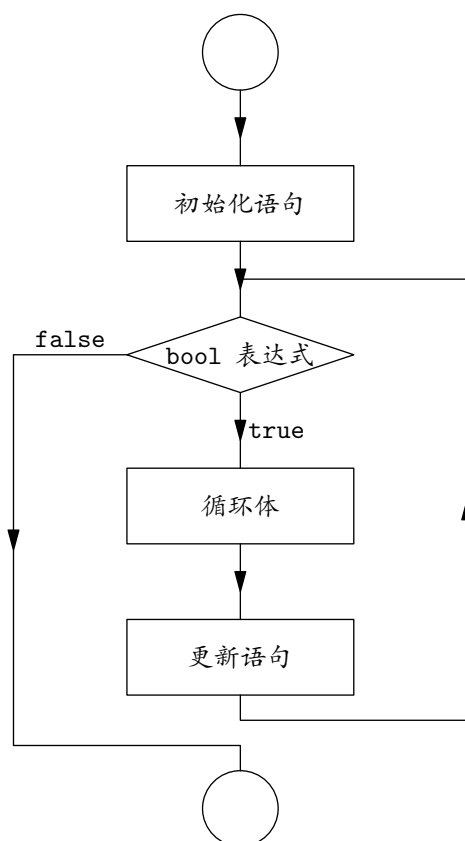 初始化语句
false
bool 表达式
true
循环体
更新语句